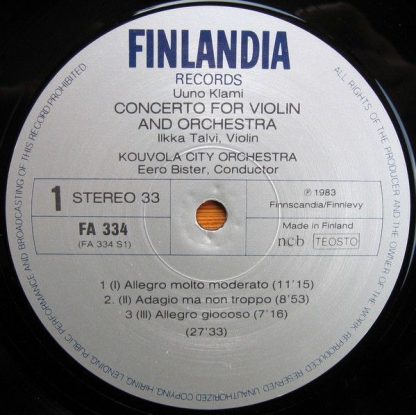 FINLANDIA
RECORDS
Uuno Klami
CONCERTO FOR VIOLIN
AND ORCHESTRA
Ilkka Talvi, Violin
KOUVOLA CITY ORCHESTRA
Eero Bister, Conductor
1 STEREO 33
℗ 1983
Finnscandia/Finnlevy
FA 334
(FA 334 S1)
Made in Finland
ncb TEOSTO
1 (I) Allegro molto moderato (11'15)
2. (II) Adagio ma non troppo (8'53)
3 (III) Allegro giocoso (7'16)
(27'33)
ALL RIGHTS OF THE PRODUCER AND THE OWNER OF THE WORK REPRODUCED RESERVED. UNAUTHORIZED COPYING, HIRING, LENDING, PUBLIC PERFORMANCE AND BROADCASTING OF THIS RECORD PROHIBITED.